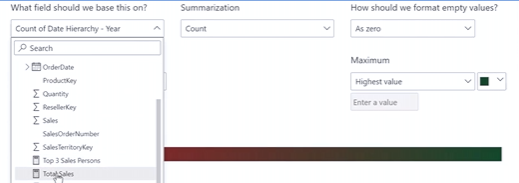 What field should we base this on?
Summarization
How should we format empty values?
Count of Date Hierarchy - Year
Count
As zero
Search
OrderDate
ProductKey
Quantity
ResellerKey
Sales
SalesOrderNumber
SalesTerritoryKey
Top 3 Sales Persons
Total Sales
Maximum
Highest value
Enter a value